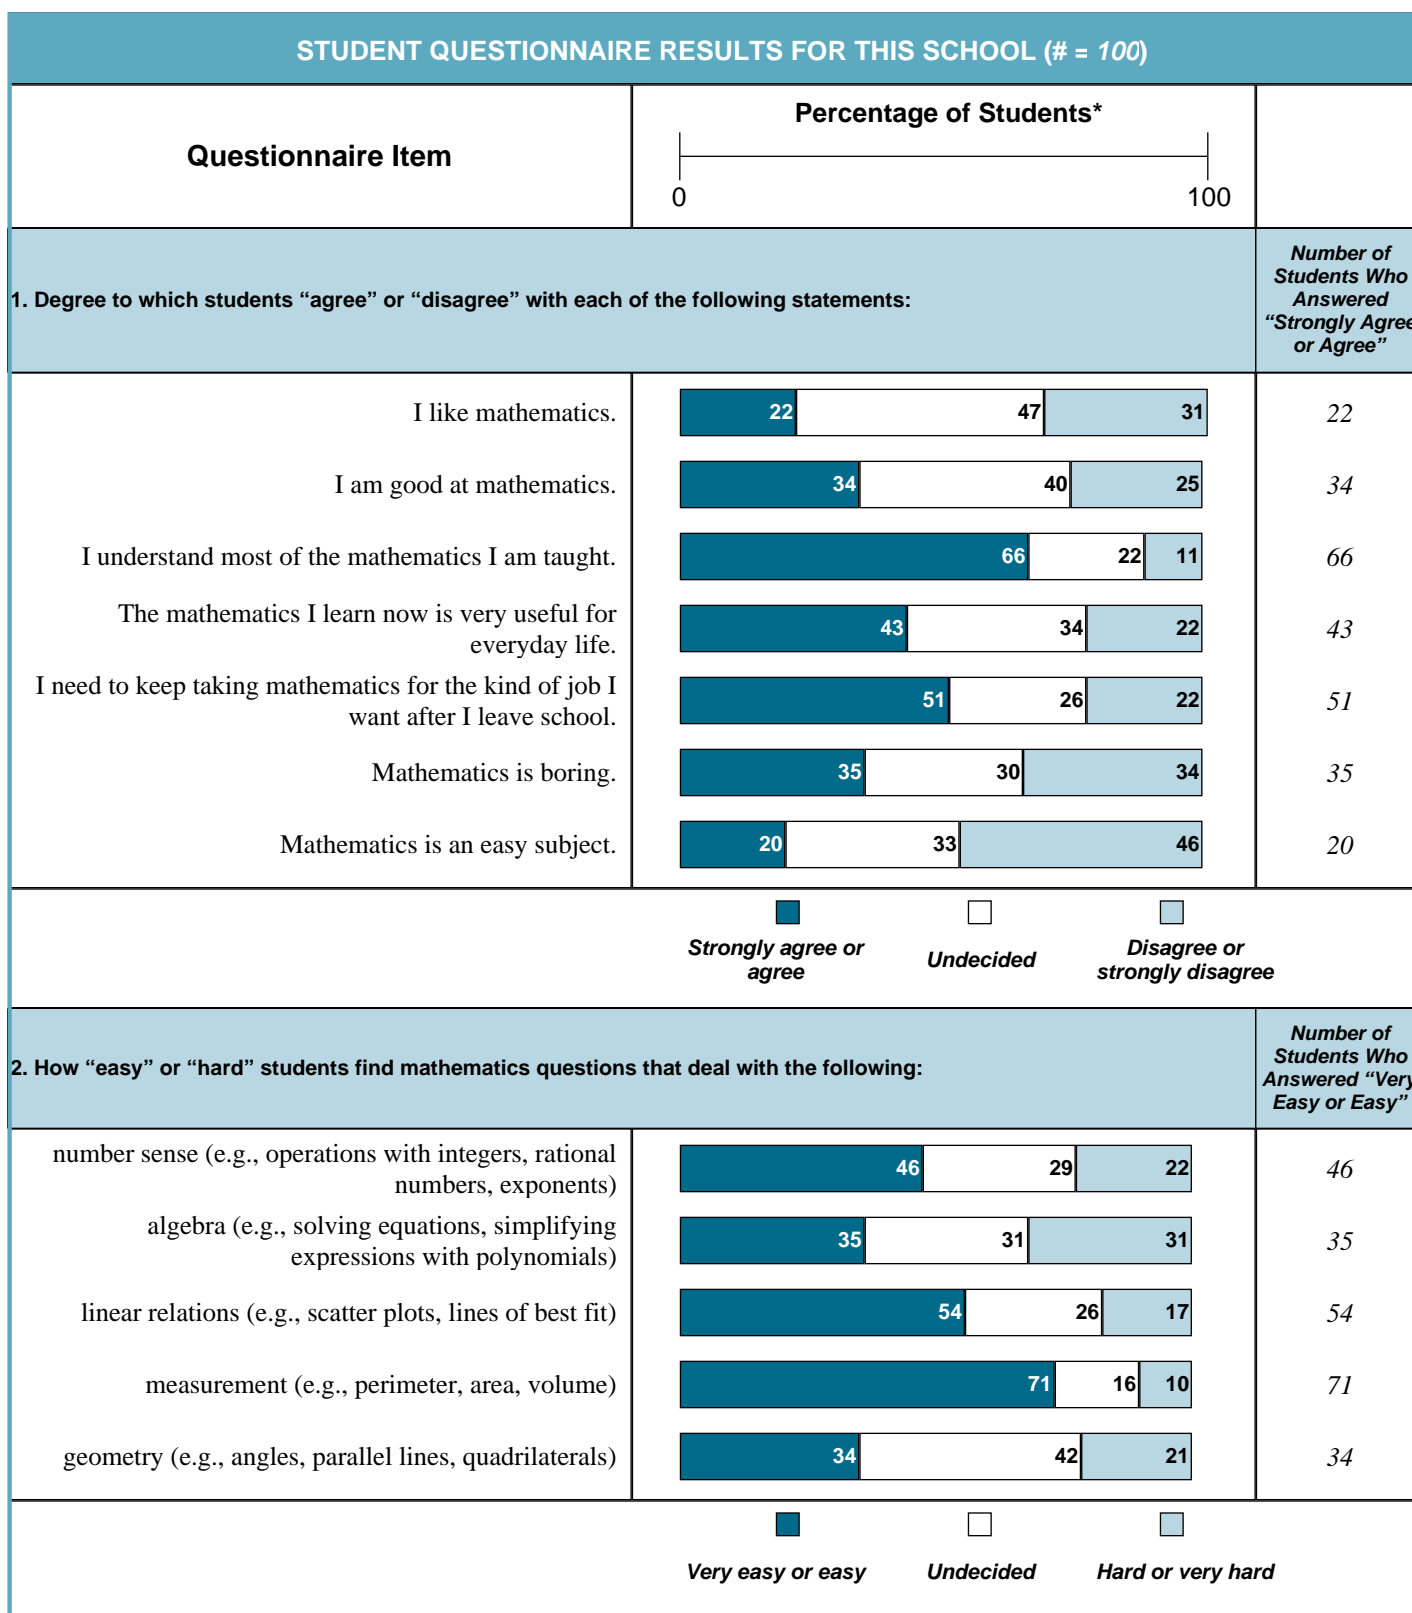 STUDENT QUESTIONNAIRE RESULTS FOR THIS SCHOOL (# = 100)
Questionnaire Item
Percentage of Students*
0 100
1. Degree to which students “agree” or “disagree” with each of the following statements:
Number of
Students Who
Answered
“Strongly Agree
or Agree”
I like mathematics. 22 47 31 22
I am good at mathematics. 34 40 25 34
I understand most of the mathematics I am taught. 66 22 11 66
The mathematics I learn now is very useful for
everyday life. 43 34 22 43
I need to keep taking mathematics for the kind of job I
want after I leave school. 51 26 22 51
Mathematics is boring. 35 30 34 35
Mathematics is an easy subject. 20 33 46 20
Strongly agree or
agree
Undecided
Disagree or
strongly disagree
2. How “easy” or “hard” students find mathematics questions that deal with the following:
Number of
Students Who
Answered “Very
Easy or Easy”
number sense (e.g., operations with integers, rational
numbers, exponents) 46 29 22 46
algebra (e.g., solving equations, simplifying
expressions with polynomials) 35 31 31 35
linear relations (e.g., scatter plots, lines of best fit) 54 26 17 54
measurement (e.g., perimeter, area, volume) 71 16 10 71
geometry (e.g., angles, parallel lines, quadrilaterals) 34 42 21 34
Very easy or easy Undecided Hard or very hard